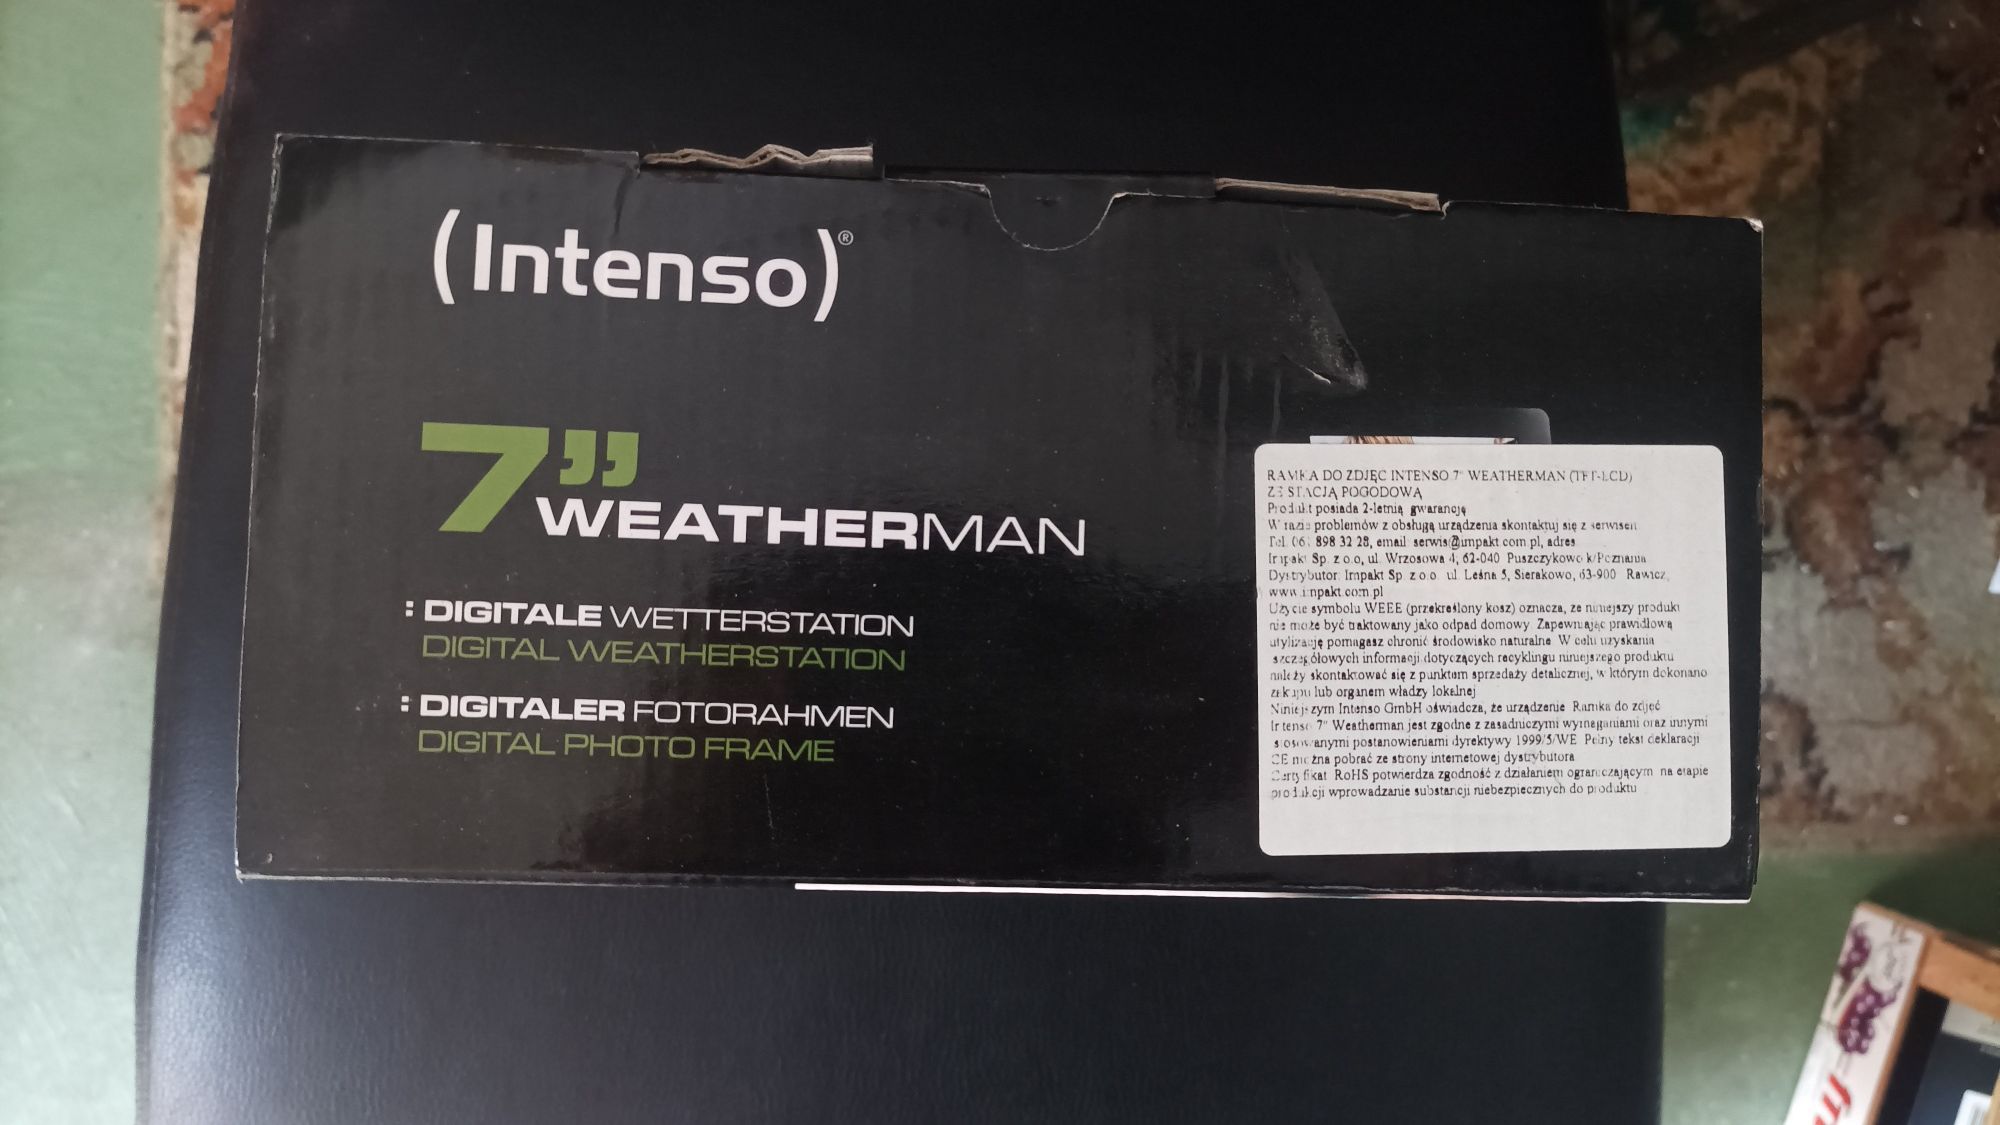 (Intenso)®
7”
WEATHERMAN
: DIGITALE WETTERSTATION
DIGITAL WEATHERSTATION
: DIGITALER FOTORAHMEN
DIGITAL PHOTO FRAME
RAMKA DO ZDJĘC INTENSO 7" WEATHERMAN (TFT-LCD)
ZE STACJĄ POGODOWĄ
Produkt posiada 2-letnią gwarancję
W razie problemów z obsługą urządzenia skontaktuj się z serwisem
Tel. 061 898 32 28, email serwis@impakt.com.pl, adres
Impakt Sp. z o.o, ul. Wrzosowa 4, 62-040 Puszczykowo k/Poznania
Dystrybutor: Impakt Sp. z o.o. ul. Leśna 5, Sierakowo, 63-900 Rawicz,
www.impakt.com.pl
Użycie symbolu WEEE (przekreślony kosz) oznacza, że niniejszy produkt
nie może być traktowany jako odpad domowy. Zapewniając prawidłową
utylizację pomagasz chronić środowisko naturalne. W celu uzyskania
szczegółowych informacji dotyczących recyklingu niniejszego produktu
należy skontaktować się z punktem sprzedaży detalicznej, w którym dokonano
zakupu lub organem władzy lokalnej
Niniejszym Intenso GmbH oświadcza, że urządzenie Ramka do zdjęć
Intenso 7" Weatherman jest zgodne z zasadniczymi wymaganiami oraz innymi
stosowanymi postanowieniami dyrektywy 1999/5/WE Pełny tekst deklaracji
CE można pobrać ze strony internetowej dystrybutora
Certyfikat RoHS potwierdza zgodność z działaniem ograniczającym na etapie
produkcji wprowadzanie substancji niebezpiecznych do produktu